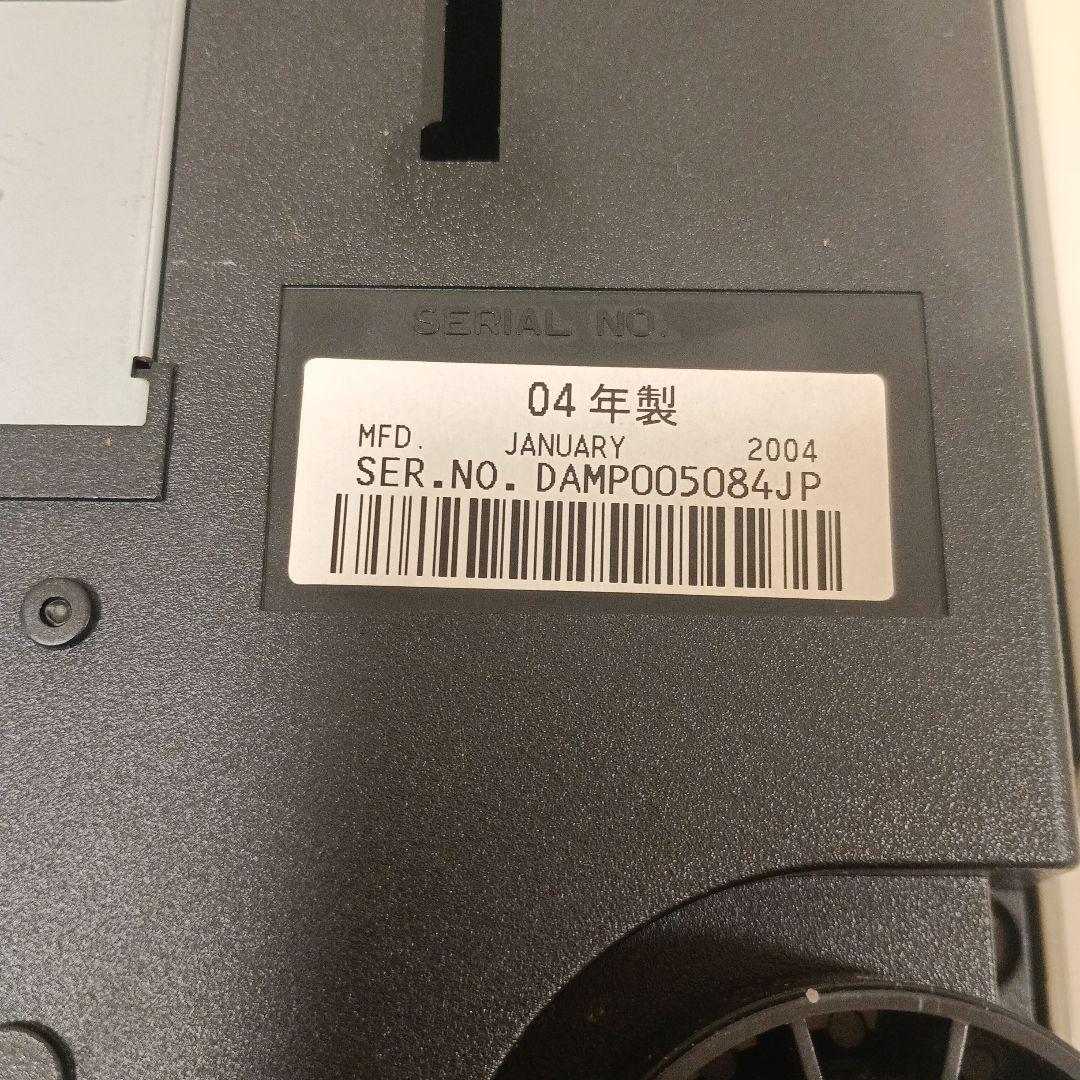 SERIAL NO.
04年製
MFD. JANUARY 2004
SER.NO. DAMP005084JP